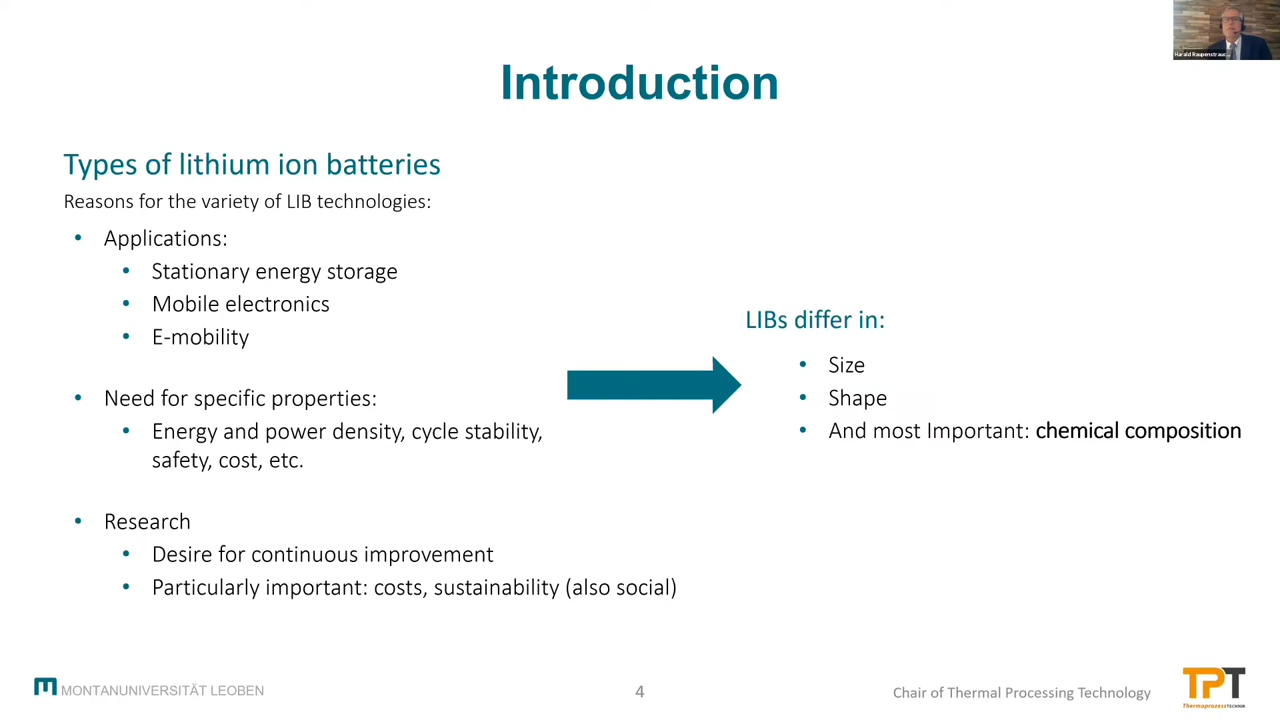 Harald Raupenstrauc...
Introduction
Types of lithium ion batteries
Reasons for the variety of LIB technologies:
• Applications:
• Stationary energy storage
• Mobile electronics
• E-mobility
• Need for specific properties:
• Energy and power density, cycle stability,
safety, cost, etc.
• Research
• Desire for continuous improvement
• Particularly important: costs, sustainability (also social)
LIBs differ in:
• Size
• Shape
• And most Important: chemical composition
MONTANUNIVERSITÄT LEOBEN
4
Chair of Thermal Processing Technology
TPT
ThermoprozessTECHNIK